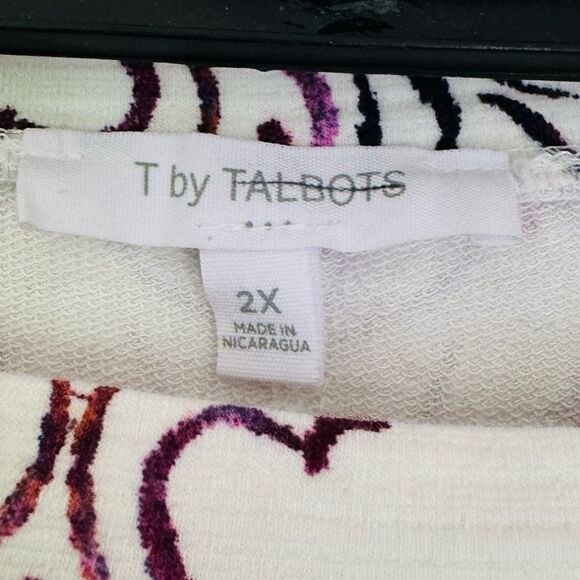 T by TALBOTS
2X
MADE IN
NICARAGUA